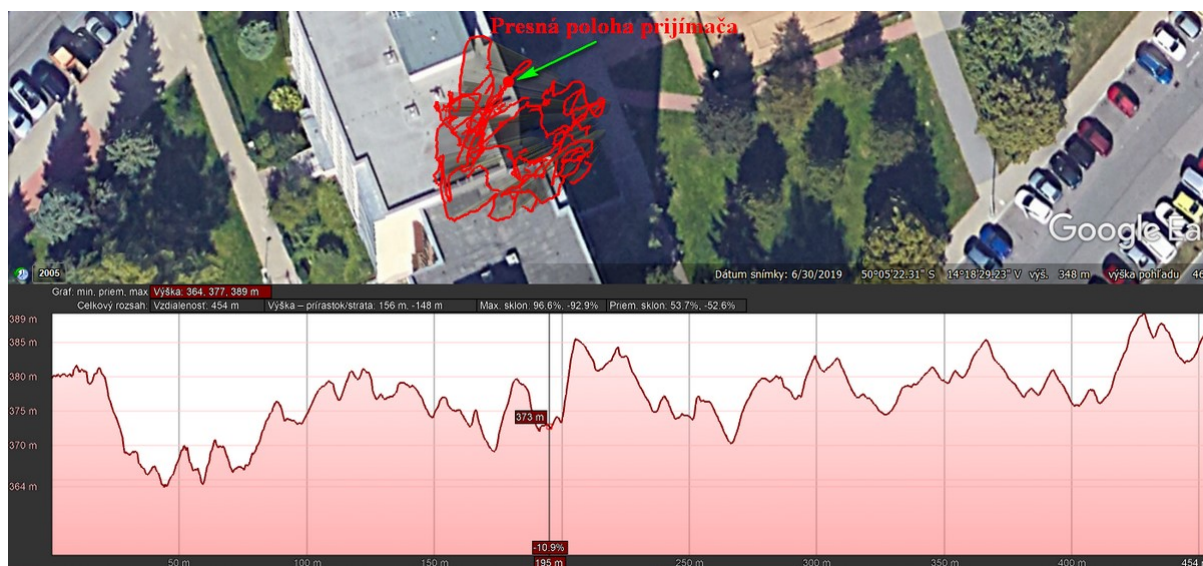 Presná poloha prijímača
Google Ea
2005
Dátum snímky: 6/30/2019 50°05'22.31" S 14°18'29.23" V výš. 348 m výška pohľadu 46
Graf: min. priem. max Výška: 364, 377, 389 m
Celkový rozsah: Vzdialenosť: 454 m Výška – prírastok/strata: 156 m, -148 m Max. sklon: 96.6%, -92.9% Priem. sklon: 53.7%, -52.6%
389 m
385 m
380 m
375 m
373 m
370 m
364 m
-10.9%
50 m 100 m 150 m 195 m 250 m 300 m 350 m 400 m 454